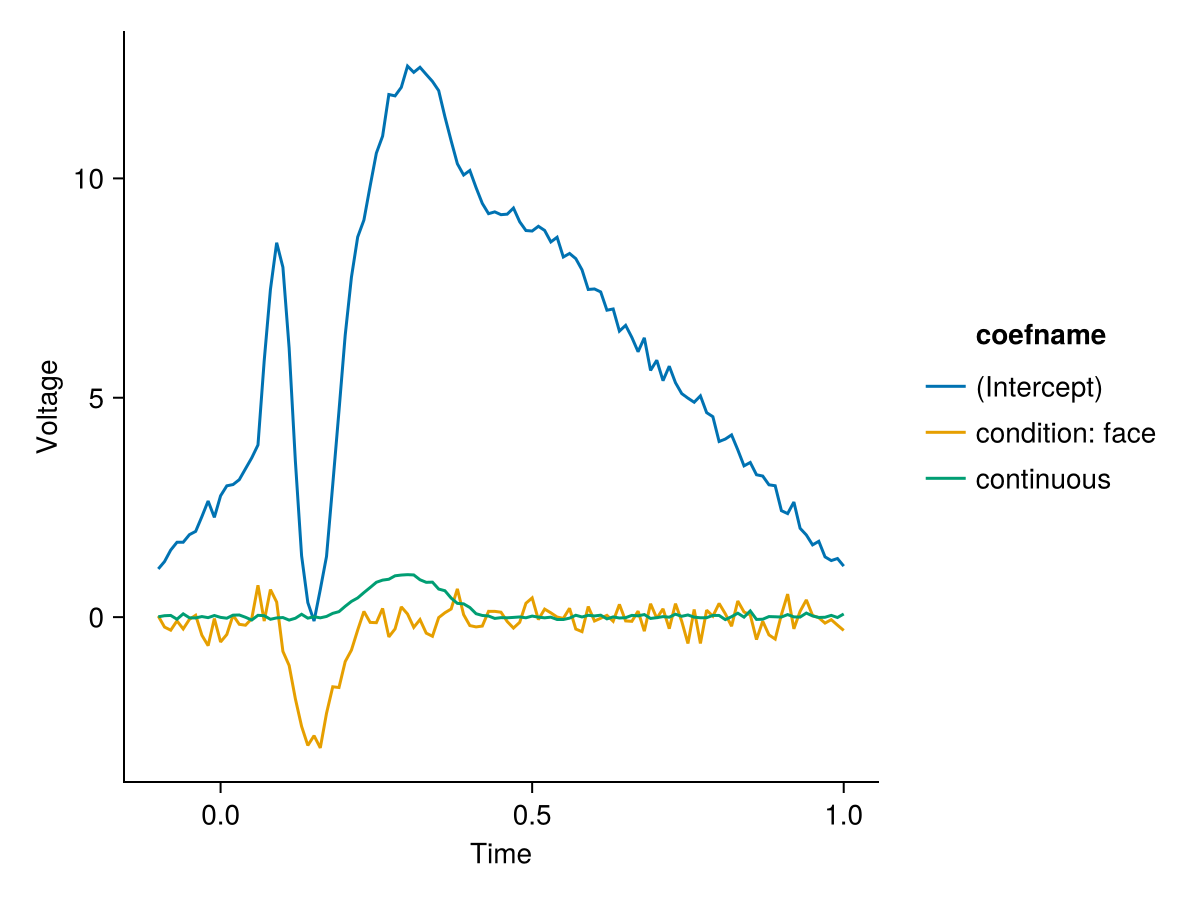 Voltage
10
5
0
0.0
0.5
1.0
Time
coefname
(Intercept)
condition: face
continuous